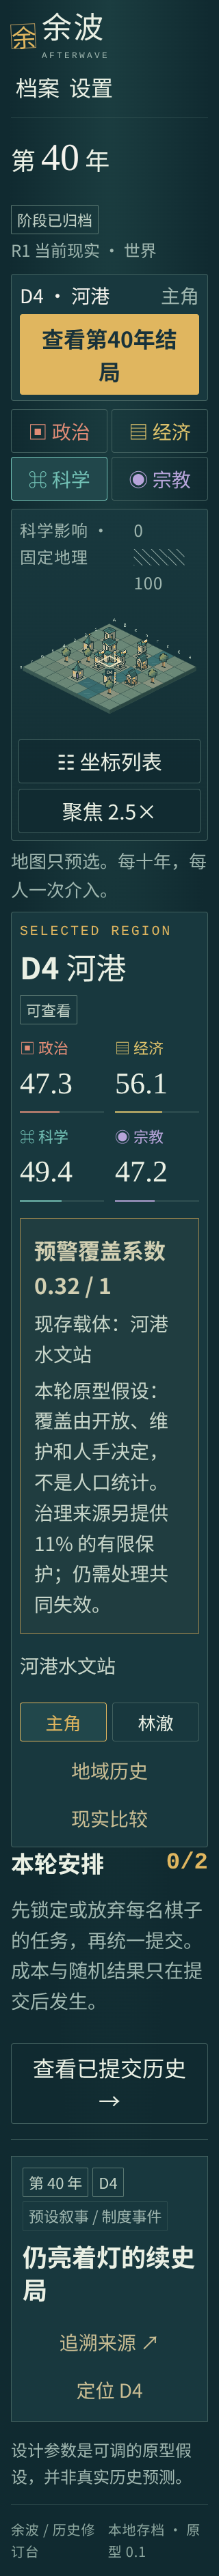 余 余波
AFTERWAVE
档案 设置
第 40 年
阶段已归档
R1 当前现实 · 世界
D4 · 河港 主角
查看第40年结
局
政治 经济
科学 宗教
科学影响 · 0
固定地理
100
坐标列表
聚焦 2.5×
地图只预选。每十年，每
人一次介入。
SELECTED REGION
D4 河港
可查看
政治 经济
47.3 56.1
科学 宗教
49.4 47.2
预警覆盖系数
0.32 / 1
现存载体：河港
水文站
本轮原型假设：
覆盖由开放、维
护和人手决定，
不是人口统计。
治理来源另提供
11% 的有限保
护；仍需处理共
同失效。
河港水文站
主角 林澈
地域历史
现实比较
本轮安排 0/2
先锁定或放弃每名棋子
的任务，再统一提交。
成本与随机结果只在提
交后发生。
查看已提交历史
→
第 40 年 D4
预设叙事 / 制度事件
仍亮着灯的续史
局
追溯来源 ↗
定位 D4
设计参数是可调的原型假
设，并非真实历史预测。
余波 / 历史修 本地存档 · 原
订台 型 0.1